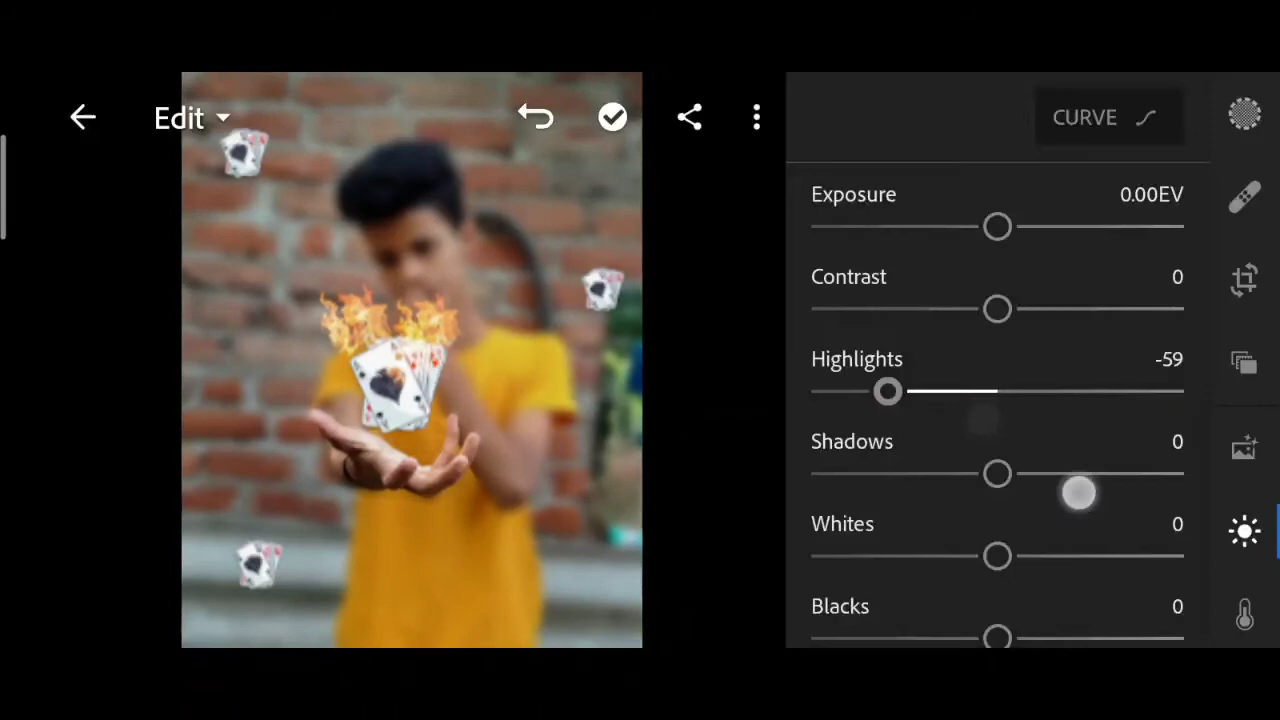 Edit
CURVE
Exposure 0.00EV
Contrast 0
Highlights -59
Shadows 0
Whites 0
Blacks 0